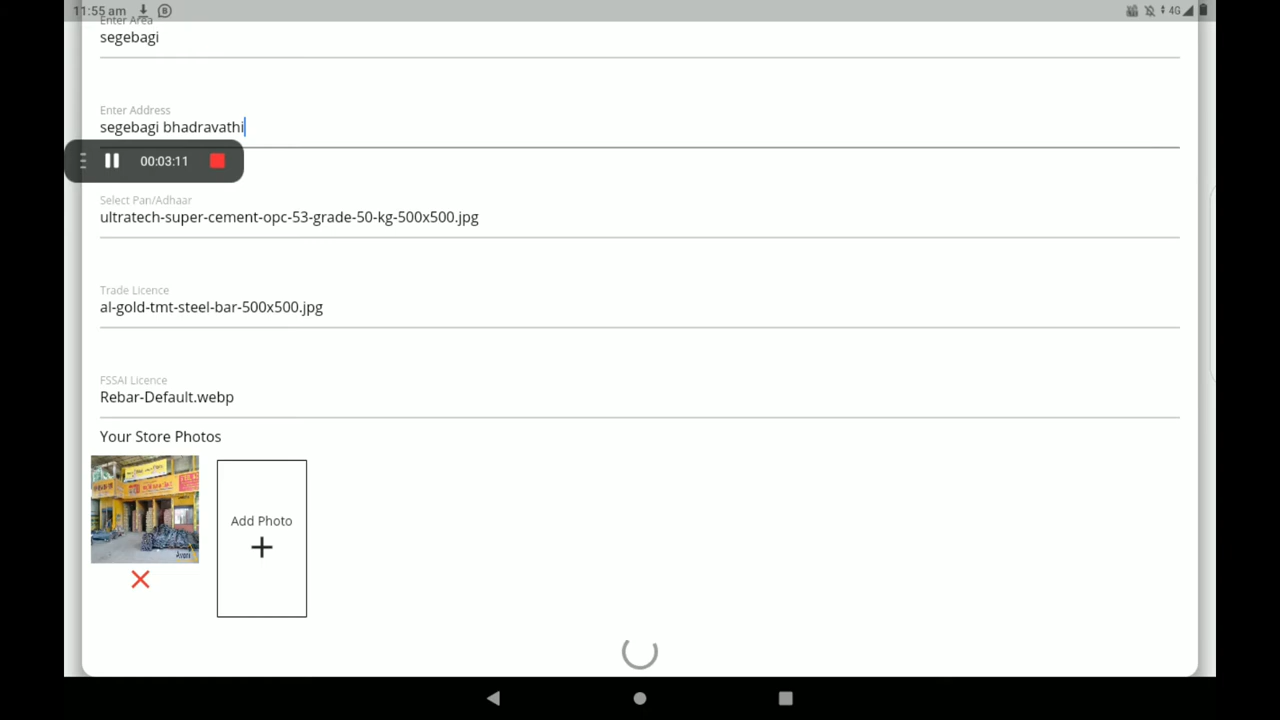 11:55 am
4G
Enter Area
segebagi
Enter Address
segebagi bhadravathi
00:03:11
Select Pan/Adhaar
ultratech-super-cement-opc-53-grade-50-kg-500x500.jpg
Trade Licence
al-gold-tmt-steel-bar-500x500.jpg
FSSAI Licence
Rebar-Default.webp
Your Store Photos
Add Photo